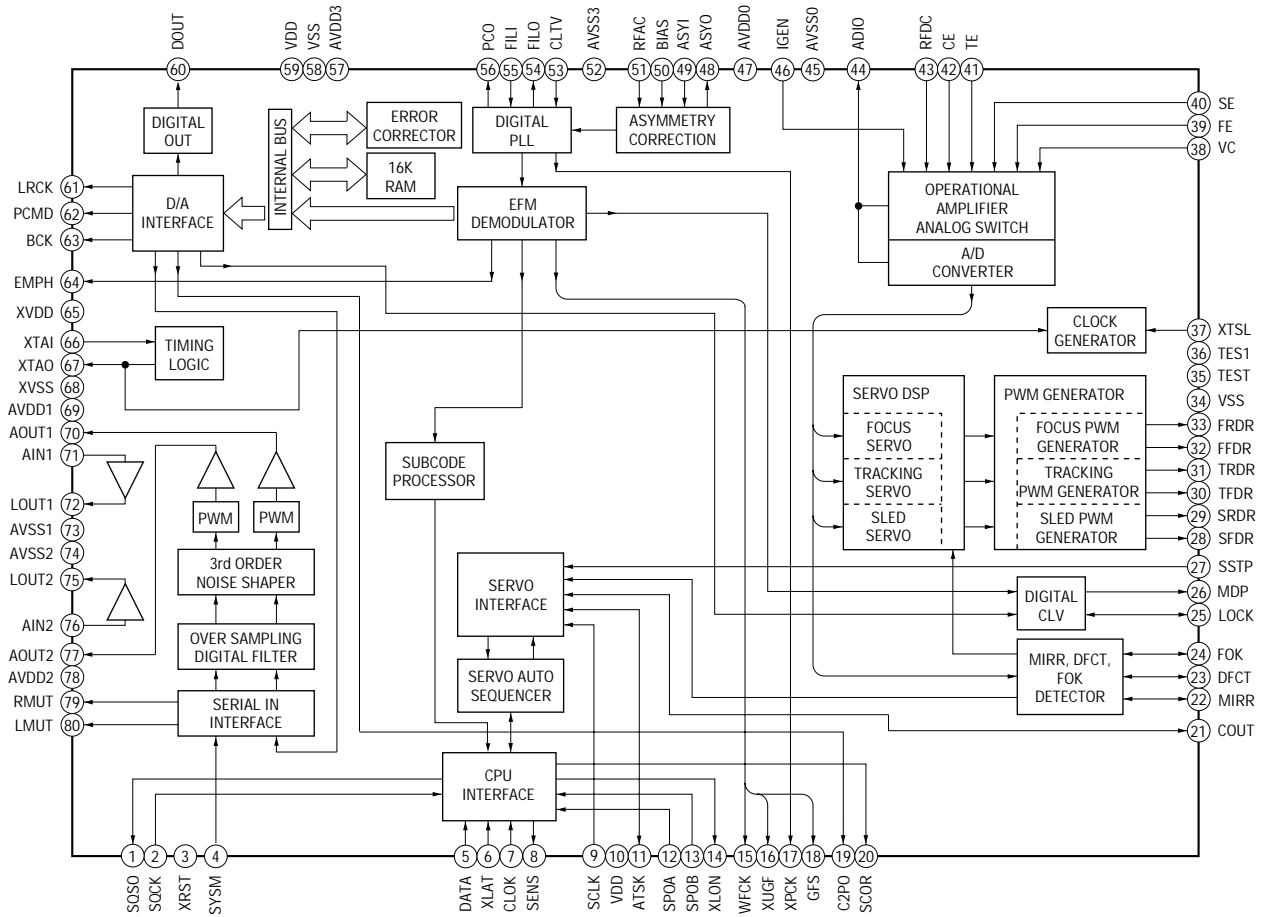 DOUT
VDD
VSS
AVDD3
PCO
FILI
FILO
CLTV
AVSS3
RFAC
BIAS
ASYI
ASYO
AVDD0
IGEN
AVSS0
ADIO
RFDC
CE
TE
60
59
58
57
56
55
54
53
52
51
50
49
48
47
46
45
44
43
42
41
40 SE
39 FE
38 VC
DIGITAL
OUT
INTERNAL BUS
ERROR
CORRECTOR
16K
RAM
DIGITAL
PLL
ASYMMETRY
CORRECTION
LRCK 61
PCMD 62
BCK 63
D/A
INTERFACE
EFM
DEMODULATOR
OPERATIONAL
AMPLIFIER
ANALOG SWITCH
A/D
CONVERTER
EMPH 64
XVDD 65
XTAI 66
XTAO 67
XVSS 68
AVDD1 69
AOUT1 70
AIN1 71
LOUT1 72
AVSS1 73
AVSS2 74
LOUT2 75
AIN2 76
AOUT2 77
AVDD2 78
RMUT 79
LMUT 80
TIMING
LOGIC
CLOCK
GENERATOR
37 XTSL
36 TES1
35 TEST
34 VSS
33 FRDR
32 FFDR
31 TRDR
30 TFDR
29 SRDR
28 SFDR
27 SSTP
26 MDP
25 LOCK
24 FOK
23 DFCT
22 MIRR
21 COUT
SERVO DSP
FOCUS
SERVO
TRACKING
SERVO
SLED
SERVO
PWM GENERATOR
FOCUS PWM
GENERATOR
TRACKING
PWM GENERATOR
SLED PWM
GENERATOR
SUBCODE
PROCESSOR
PWM
PWM
3rd ORDER
NOISE SHAPER
OVER SAMPLING
DIGITAL FILTER
SERIAL IN
INTERFACE
SERVO
INTERFACE
SERVO AUTO
SEQUENCER
CPU
INTERFACE
DIGITAL
CLV
MIRR, DFCT,
FOK
DETECTOR
1
2
3
4
5
6
7
8
9
10
11
12
13
14
15
16
17
18
19
20
SQSO
SQCK
XRST
SYSM
DATA
XLAT
CLOK
SENS
SCLK
VDD
ATSK
SPOA
SPOB
XLON
WFCK
XUGF
XPCK
GFS
C2PO
SCOR